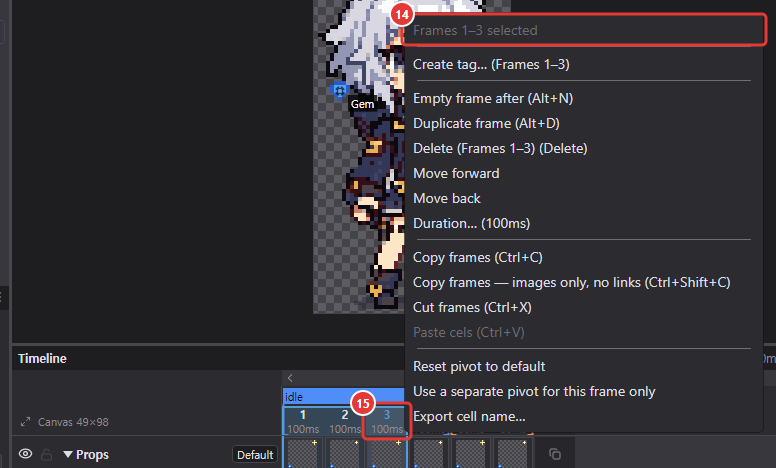 14
Frames 1–3 selected
Create tag... (Frames 1–3)
Gem
Empty frame after (Alt+N)
Duplicate frame (Alt+D)
Delete (Frames 1–3) (Delete)
Move forward
Move back
Duration... (100ms)
Copy frames (Ctrl+C)
Copy frames — images only, no links (Ctrl+Shift+C)
Cut frames (Ctrl+X)
Paste cels (Ctrl+V)
Reset pivot to default
Use a separate pivot for this frame only
Export cell name...
Timeline
idle
15
1 2 3
Canvas 49×98
100ms 100ms 100ms
Props
Default